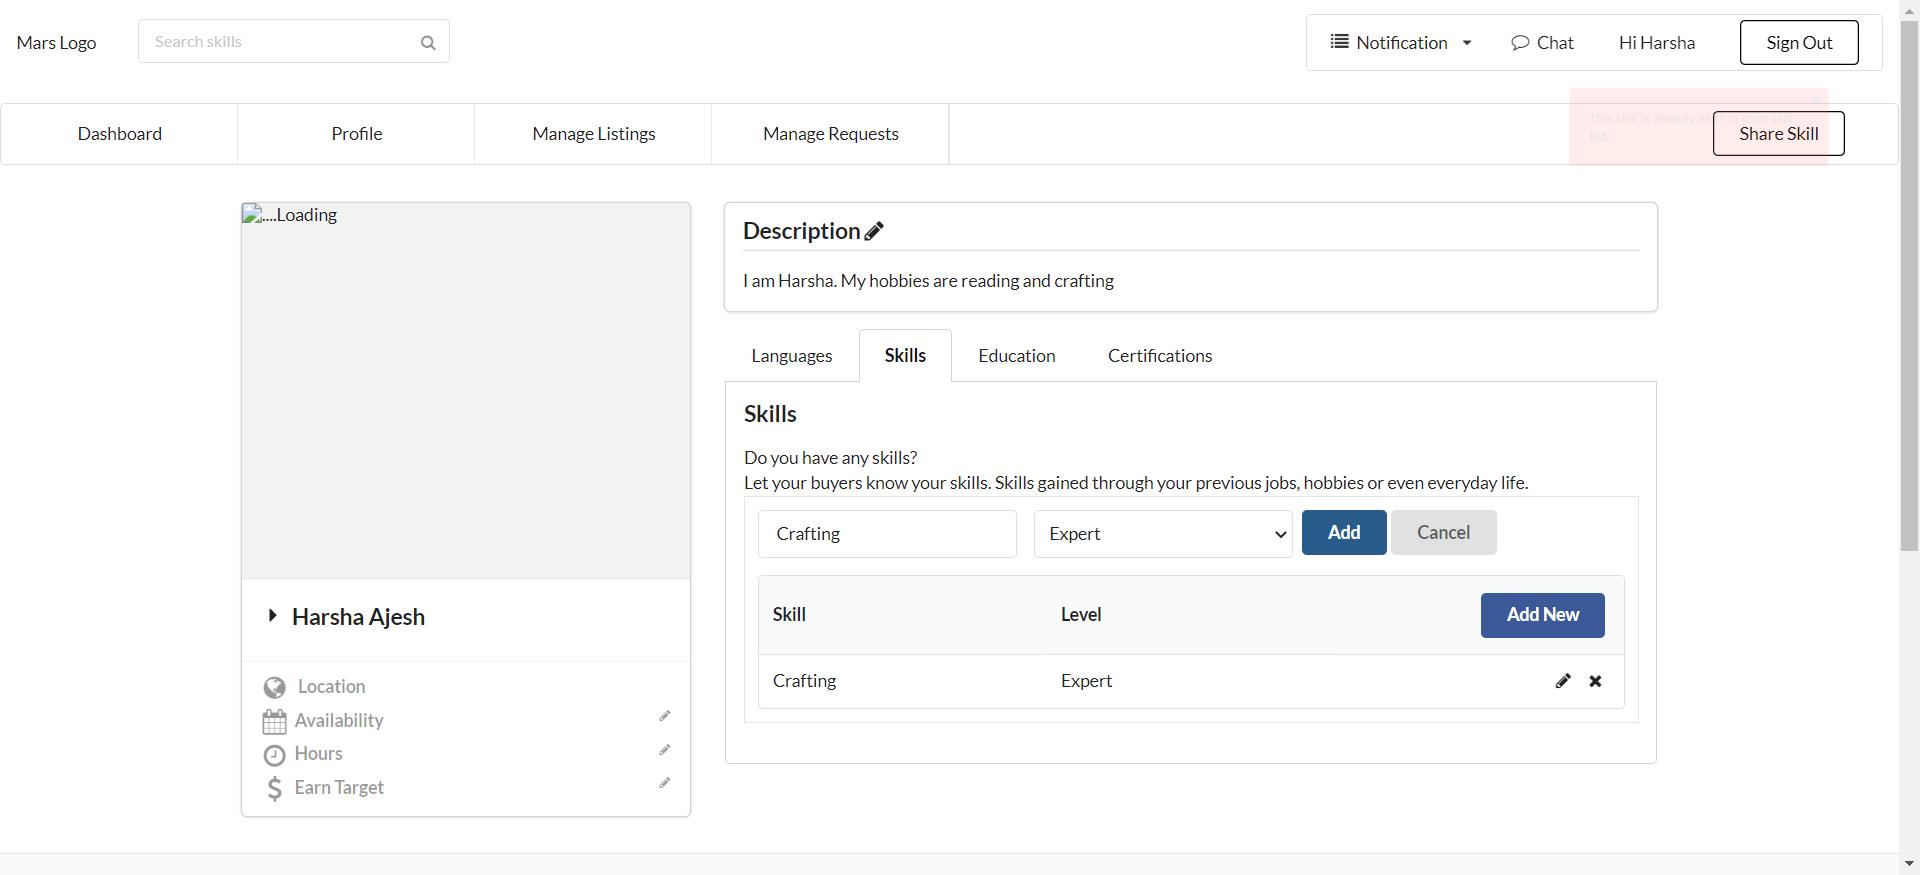 Mars Logo
Search skills
Notification
Chat
Hi Harsha
Sign Out
Dashboard
Profile
Manage Listings
Manage Requests
This skill is already exist in your skill
list.
Share Skill
....Loading
Description
I am Harsha. My hobbies are reading and crafting
Languages
Skills
Education
Certifications
Skills
Do you have any skills?
Let your buyers know your skills. Skills gained through your previous jobs, hobbies or even everyday life.
Crafting
Expert
Add
Cancel
Skill
Level
Add New
Crafting
Expert
Harsha Ajesh
Location
Availability
Hours
Earn Target